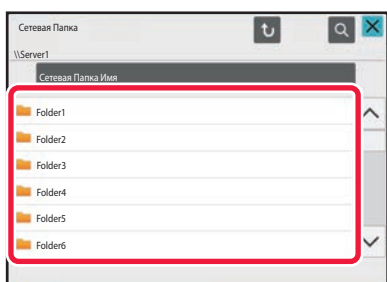 Сетевая Папка
\\Server1
Сетевая Папка Имя
Folder1
Folder2
Folder3
Folder4
Folder5
Folder6